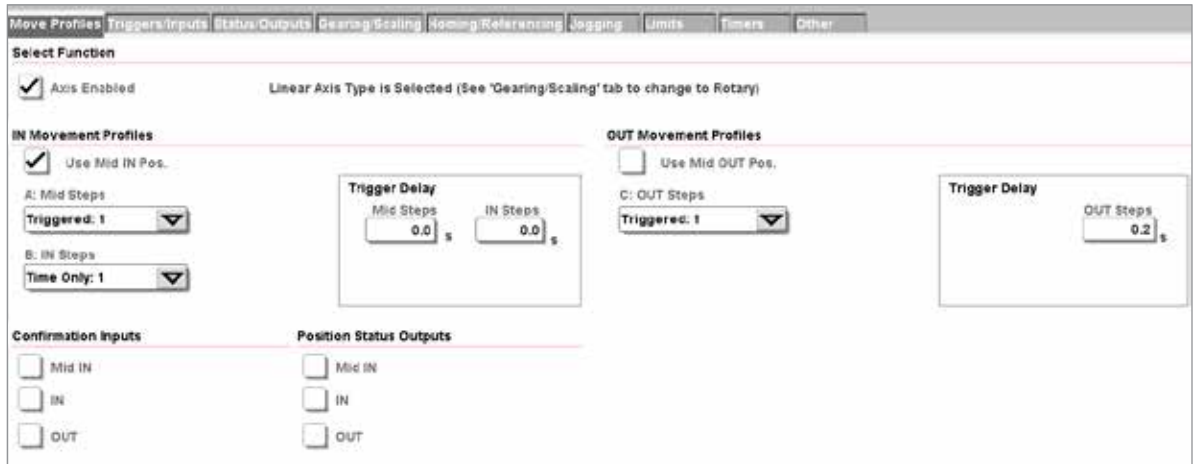 Move Profiles Triggers/Inputs Status/Outputs Gearing/Scaling Homing/Referencing Jogging Limits Timers Other
Select Function
Axis Enabled Linear Axis Type is Selected (See 'Gearing/Scaling' tab to change to Rotary)
IN Movement Profiles OUT Movement Profiles
Use Mid IN Pos. Use Mid OUT Pos.
A: Mid Steps Trigger Delay C: OUT Steps Trigger Delay
Mid Steps IN Steps OUT Steps
Triggered: 1 0.0 s 0.0 s Triggered: 1 0.2 s
B: IN Steps
Time Only: 1
Confirmation Inputs Position Status Outputs
Mid IN Mid IN
IN IN
OUT OUT